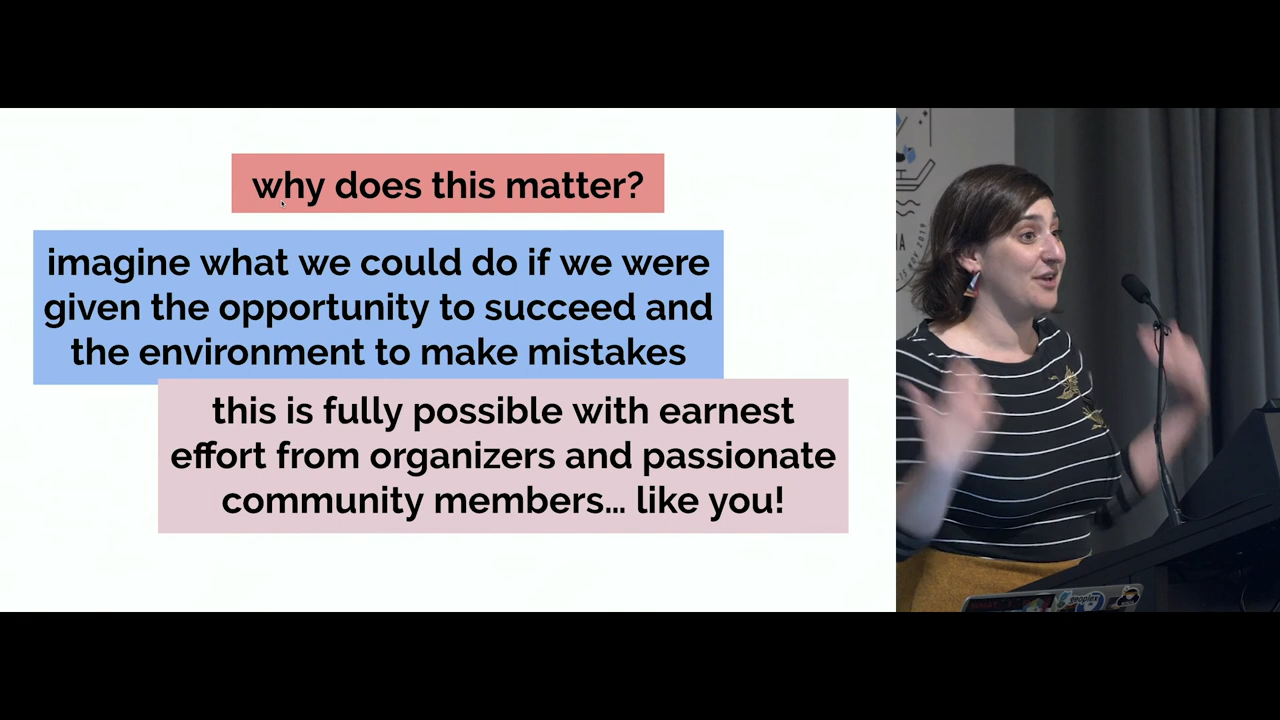 why does this matter?
imagine what we could do if we were
given the opportunity to succeed and
the environment to make mistakes
this is fully possible with earnest
effort from organizers and passionate
community members... like you!
geoplex